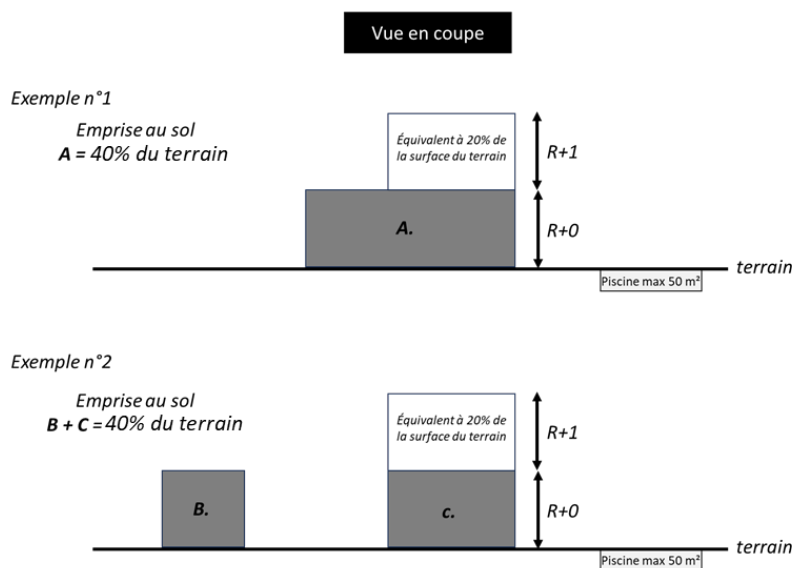 Vue en coupe
Exemple n°1
Emprise au sol
A = 40% du terrain
Équivalent à 20% de
la surface du terrain
R+1
A.
R+0
terrain
Piscine max 50 m²
Exemple n°2
Emprise au sol
B + C = 40% du terrain
Équivalent à 20% de
la surface du terrain
R+1
B.
c.
R+0
terrain
Piscine max 50 m²